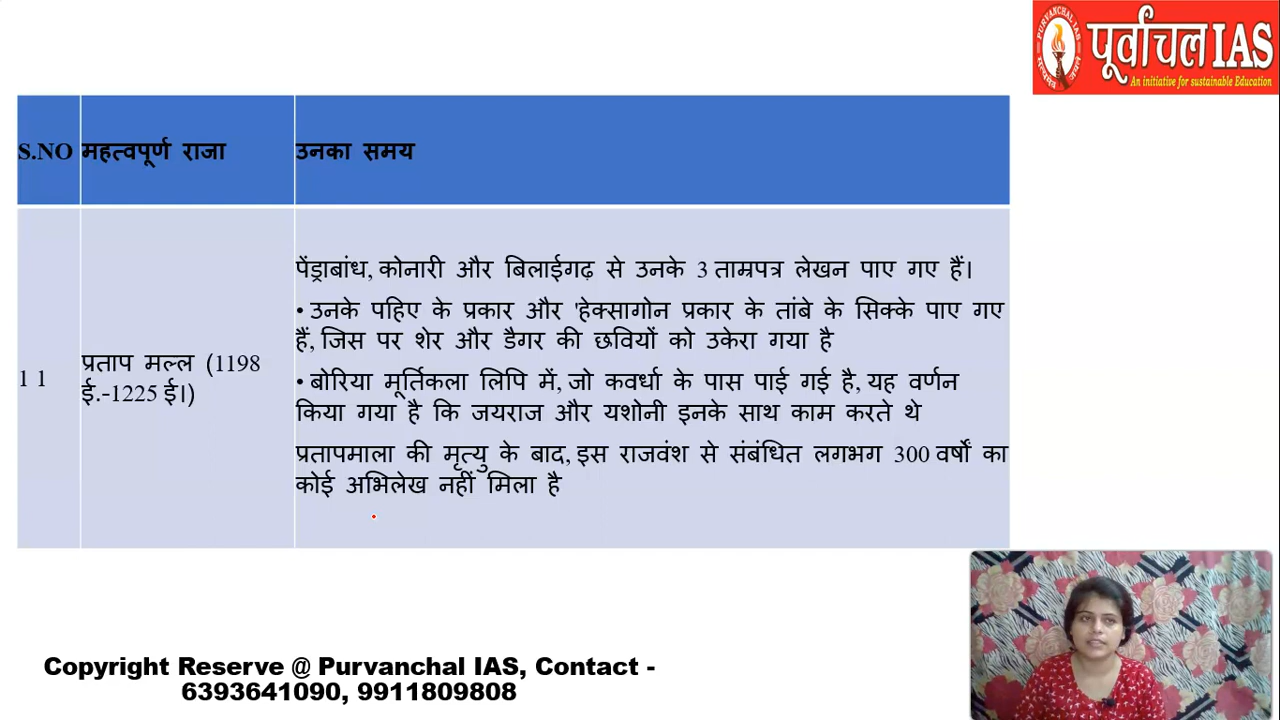 पूर्वांचल IAS
PURVANCHAL IAS
An initiative for sustainable Education
S.NO महत्वपूर्ण राजा उनका समय
पेंड्राबांध, कोनारी और बिलाईगढ़ से उनके 3 ताम्रपत्र लेखन पाए गए हैं।
• उनके पहिए के प्रकार और 'हेक्सागोन प्रकार के तांबे के सिक्के पाए गए
हैं, जिस पर शेर और डैगर की छवियों को उकेरा गया है
1 1
प्रताप मल्ल (1198
ई.-1225 ई।)
• बोरिया मूर्तिकला लिपि में, जो कवर्धा के पास पाई गई है, यह वर्णन
किया गया है कि जयराज और यशोनी इनके साथ काम करते थे
प्रतापमाला की मृत्यु के बाद, इस राजवंश से संबंधित लगभग 300 वर्षों का
कोई अभिलेख नहीं मिला है
Copyright Reserve @ Purvanchal IAS, Contact -
6393641090, 9911809808